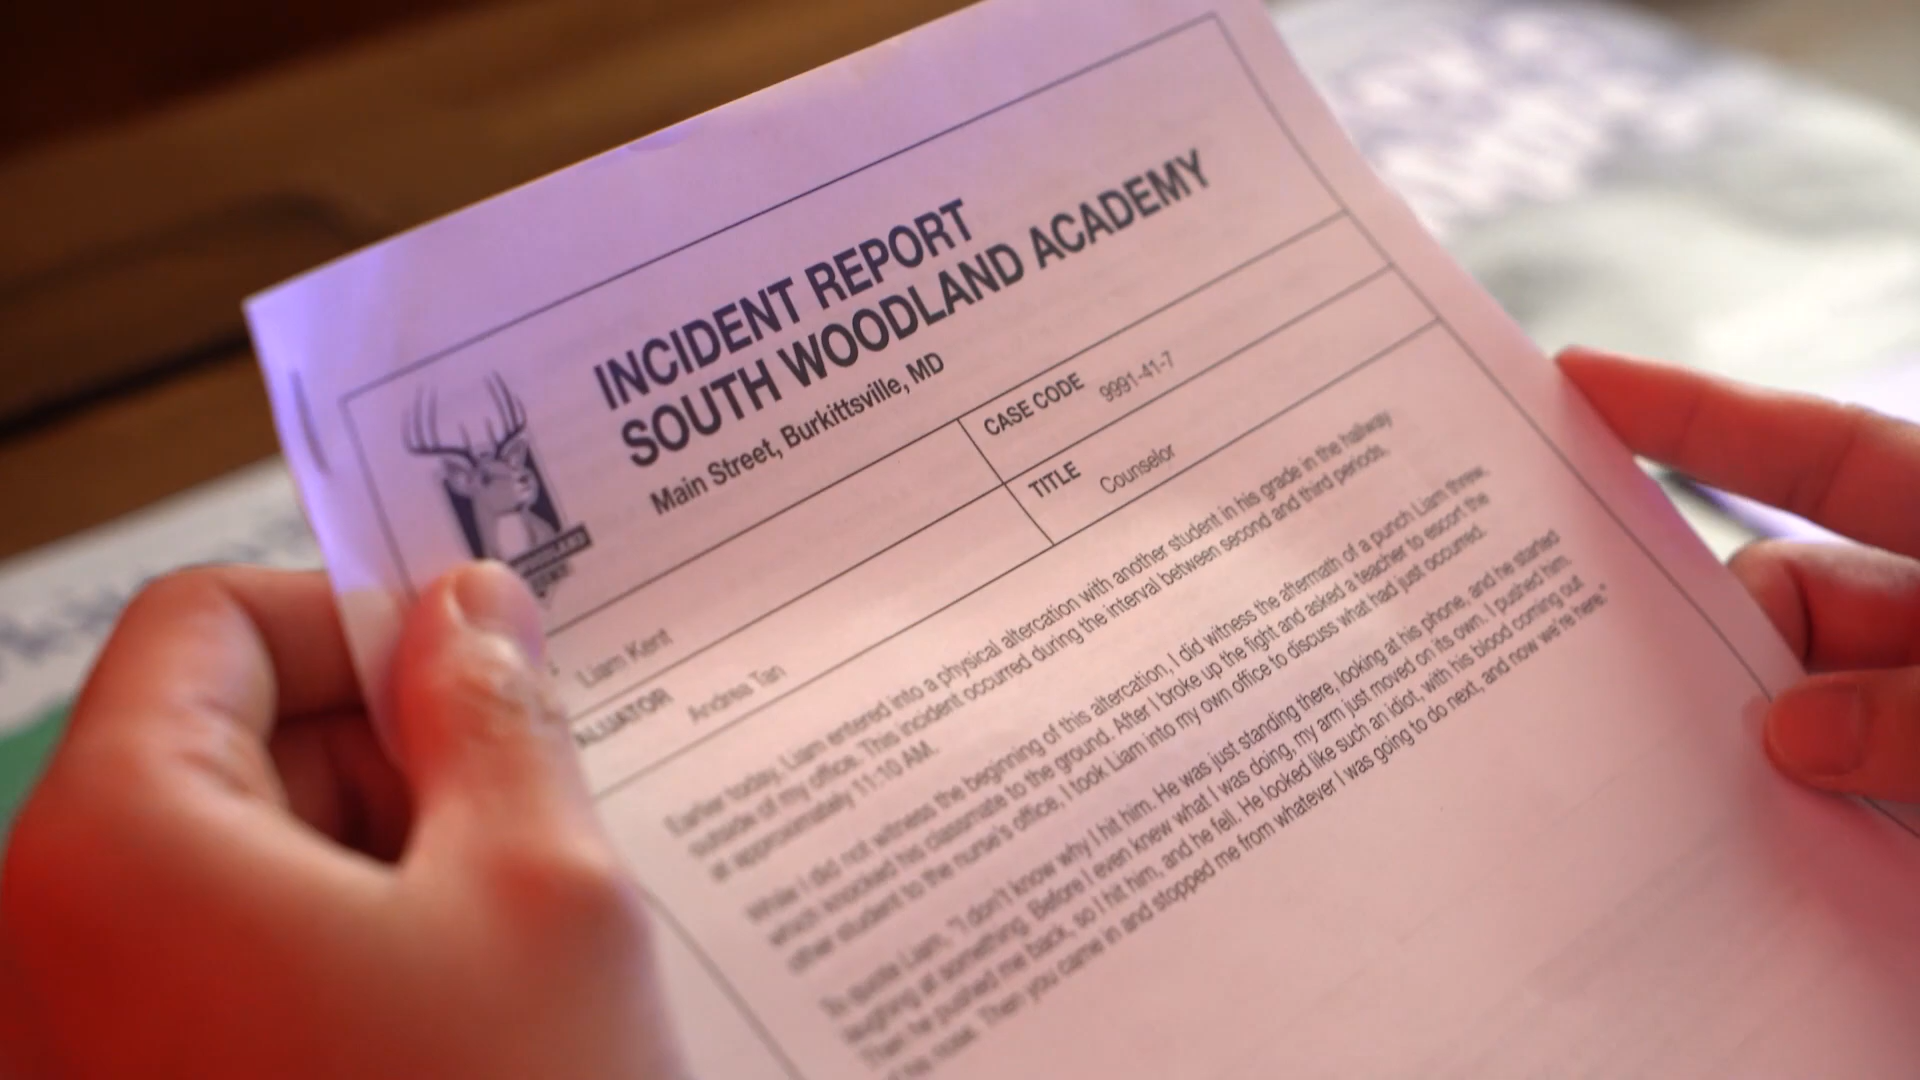 INCIDENT REPORT
SOUTH WOODLAND ACADEMY
Main Street, Burkittsville, MD
CASE CODE 9991-41-7
Liam Kent
TITLE Counselor
ALUATOR Andrea Tan
Earlier today, Liam entered into a physical altercation with another student in his grade in the hallway
outside of my office. This incident occurred during the interval between second and third periods,
at approximately 11:10 AM.
While I did not witness the beginning of this altercation, I did witness the aftermath of a punch Liam threw,
which knocked his classmate to the ground. After I broke up the fight and asked a teacher to escort the
other student to the nurse's office, I took Liam into my own office to discuss what had just occurred.
To quote Liam, "I don't know why I hit him. He was just standing there, looking at his phone, and he started
laughing at something. Before I even knew what I was doing, my arm just moved on its own. I pushed him.
Then he pushed me back, so I hit him, and he fell. He looked like such an idiot, with his blood coming out
of his nose. Then you came in and stopped me from whatever I was going to do next, and now we're here."